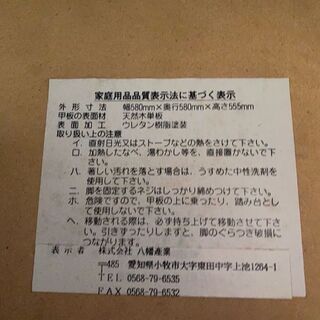 家庭用品品質表示法に基づく表示
外形寸法 幅580mm×奥行580mm×高さ555mm
甲板の表面材 天然木単板
表面加工 ウレタン樹脂塗装
取り扱い上の注意
イ、直射日光又はストーブなどの熱をさけて下さい。
ロ、加熱したなべ、湯わかし等を、直接置かないで下さい。
ハ、著しい汚れを落とす場合は、うすめた中性洗剤を使用して下さい。
ニ、脚を固定するネジはしっかり締めつけて下さい。
ホ、危険ですので、甲板の上に乗ったり、踏み台として使用しないで下さい。
ヘ、移動される際は、必ず持ち上げて移動させて下さい。引きずったりしますと、脚のぐらつき破損につながります。
表示者 株式会社 八幡産業
〒485 愛知県小牧市大字東田中字上池1264-1
TEL 0568-79-6535
FAX 0568-79-6532